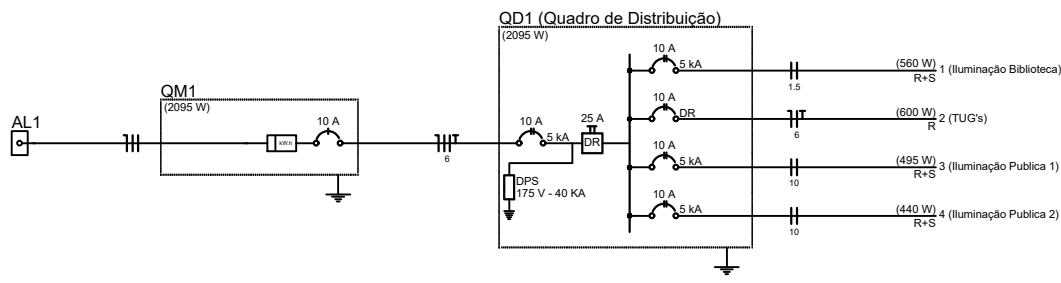 QD1 (Quadro de Distribuição)
(2095 W)
QM1
(2095 W)
AL1
kW.h
10 A
6
10 A
5 kA
25 A
DR
DPS
175 V - 40 KA
10 A
5 kA
1.5
(560 W)
R+S
1 (Iluminação Biblioteca)
10 A
DR
6
(600 W)
R
2 (TUG's)
10 A
5 kA
10
(495 W)
R+S
3 (Iluminação Publica 1)
10 A
5 kA
10
(440 W)
R+S
4 (Iluminação Publica 2)